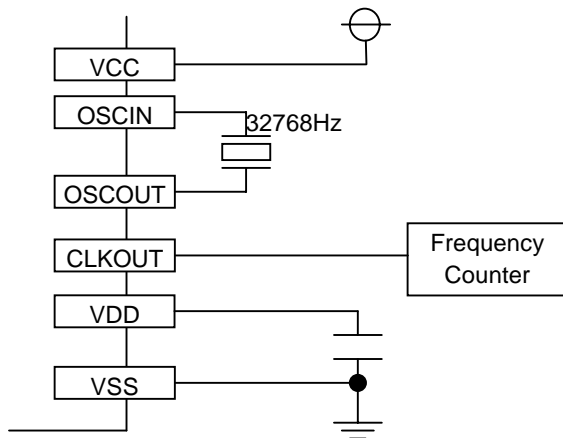 VCC
OSCIN
32768Hz
OSCOUT
CLKOUT
Frequency
Counter
VDD
VSS